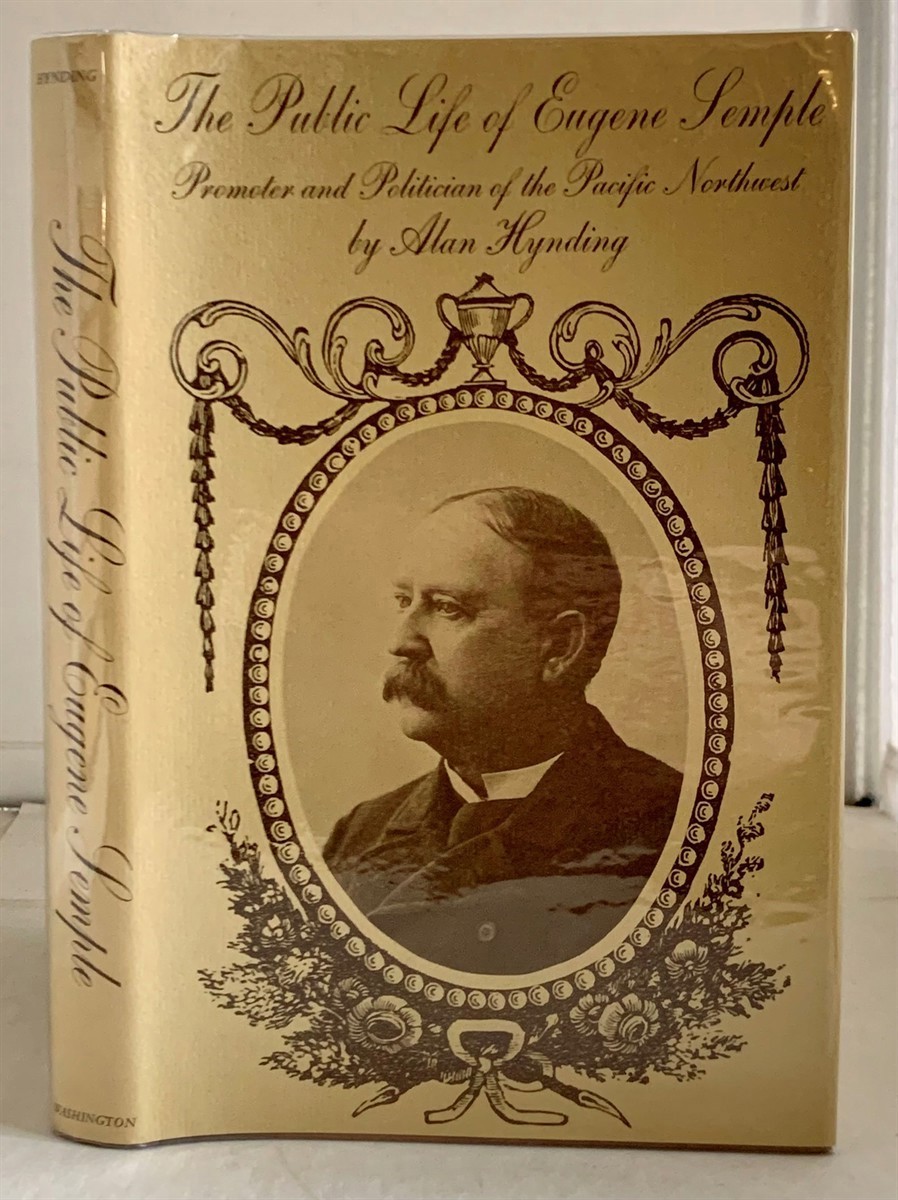 The Public Life of Eugene Semple
Promoter and Politician of the Pacific Northwest
by Alan Hynding
HYNDING
The Public Life of Eugene Semple
WASHINGTON